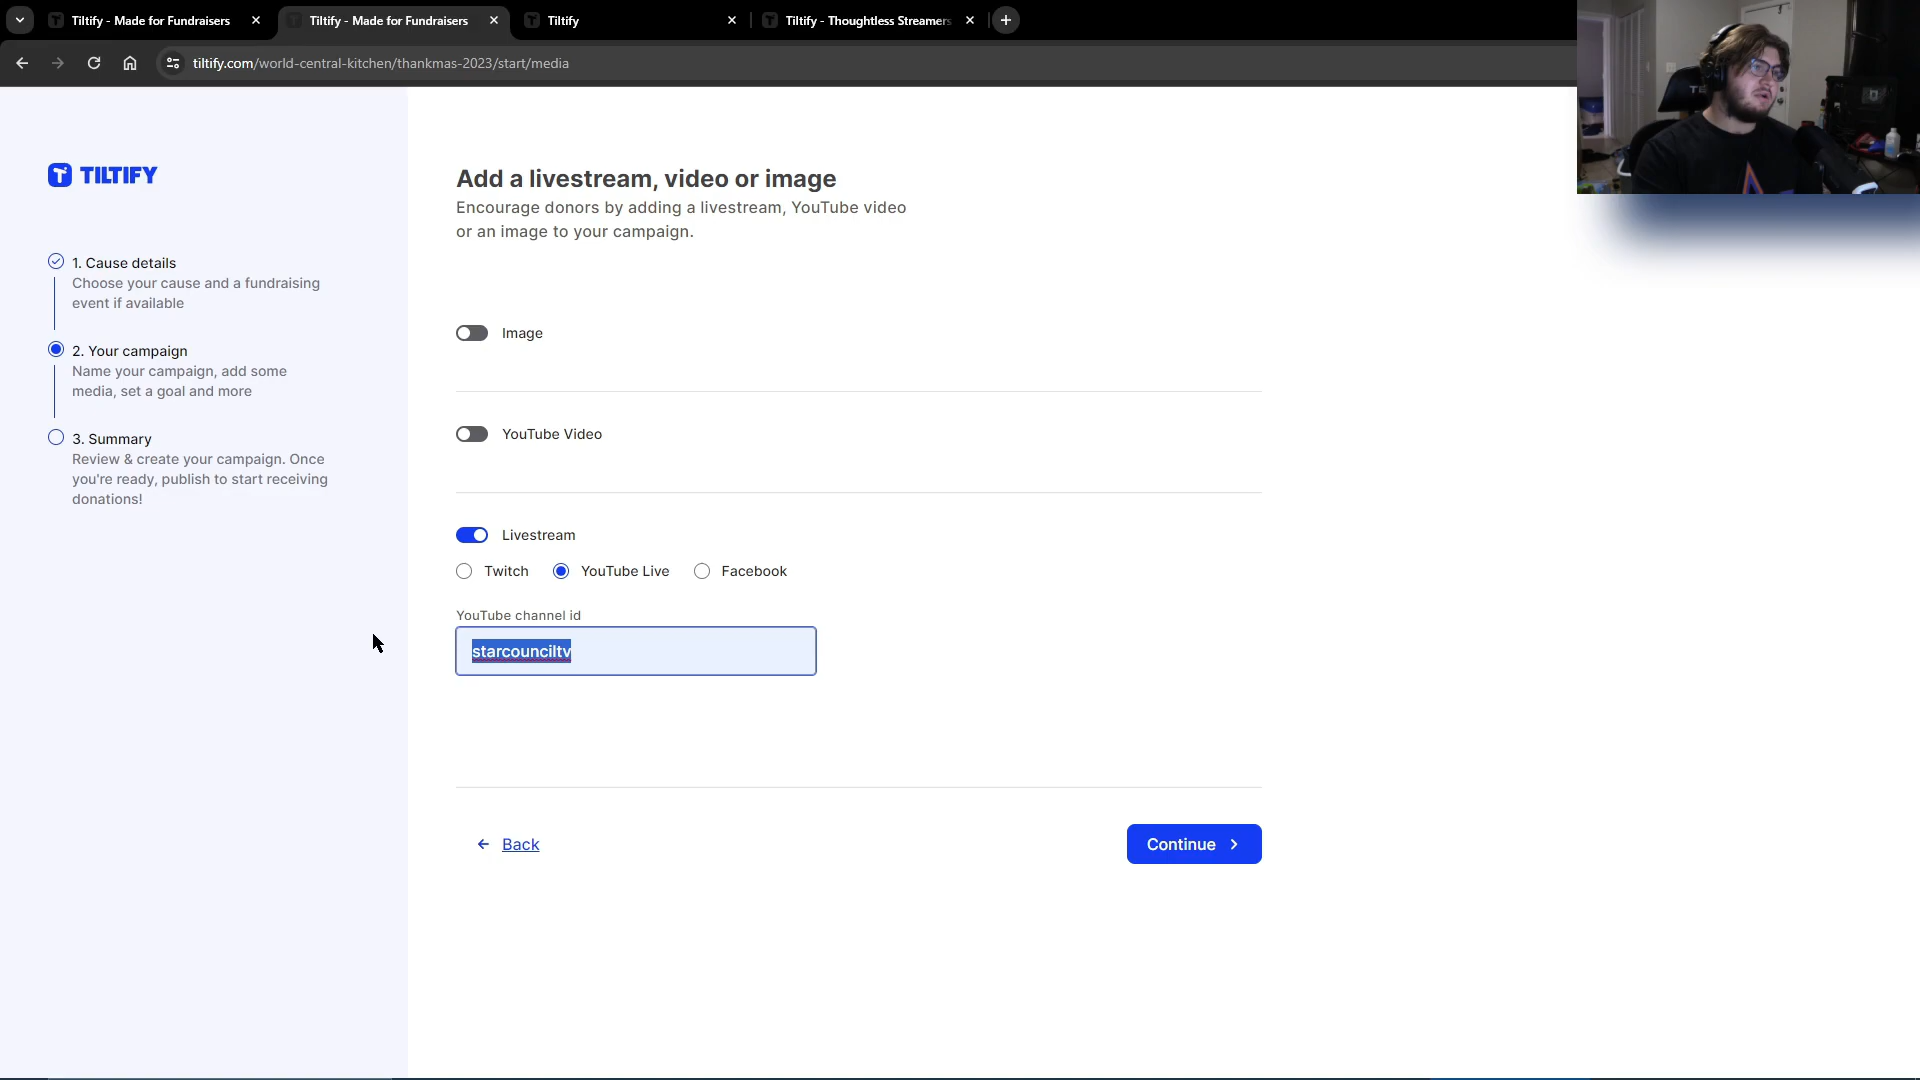 Tiltify - Made for Fundraisers
Tiltify - Made for Fundraisers
Tiltify
Tiltify - Thoughtless Streamers
tiltify.com/world-central-kitchen/thankmas-2023/start/media
TILTIFY
1. Cause details
Choose your cause and a fundraising
event if available
2. Your campaign
Name your campaign, add some
media, set a goal and more
3. Summary
Review & create your campaign. Once
you're ready, publish to start receiving
donations!
Add a livestream, video or image
Encourage donors by adding a livestream, YouTube video
or an image to your campaign.
Image
YouTube Video
Livestream
Twitch
YouTube Live
Facebook
YouTube channel id
starcounciltv
Back
Continue